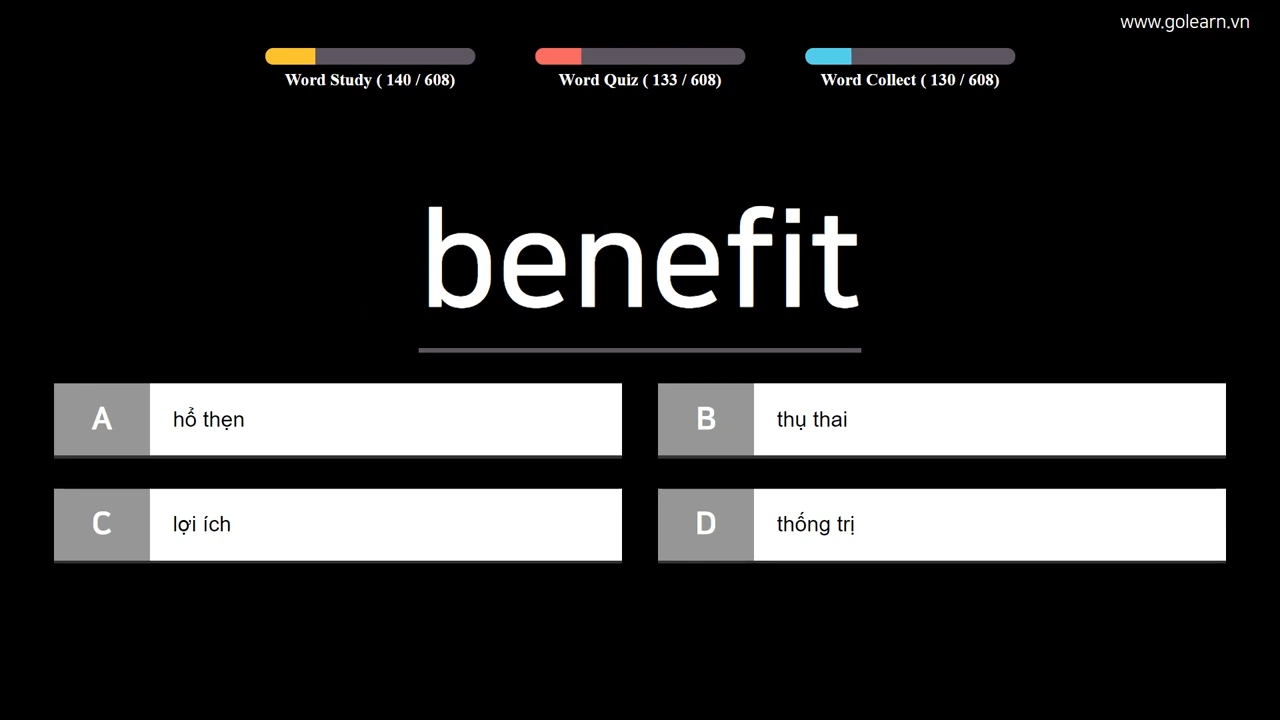 www.golearn.vn
Word Study ( 140 / 608)
Word Quiz ( 133 / 608)
Word Collect ( 130 / 608)
benefit
A hổ thẹn
B thụ thai
C lợi ích
D thống trị